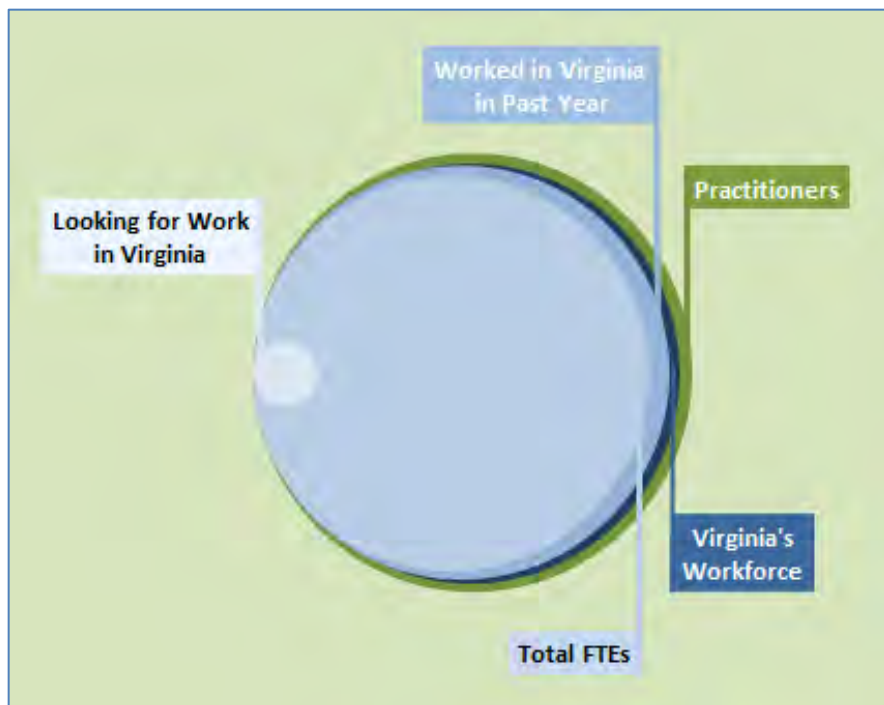 Worked in Virginia
in Past Year
Practitioners
Looking for Work
in Virginia
Virginia's
Workforce
Total FTEs